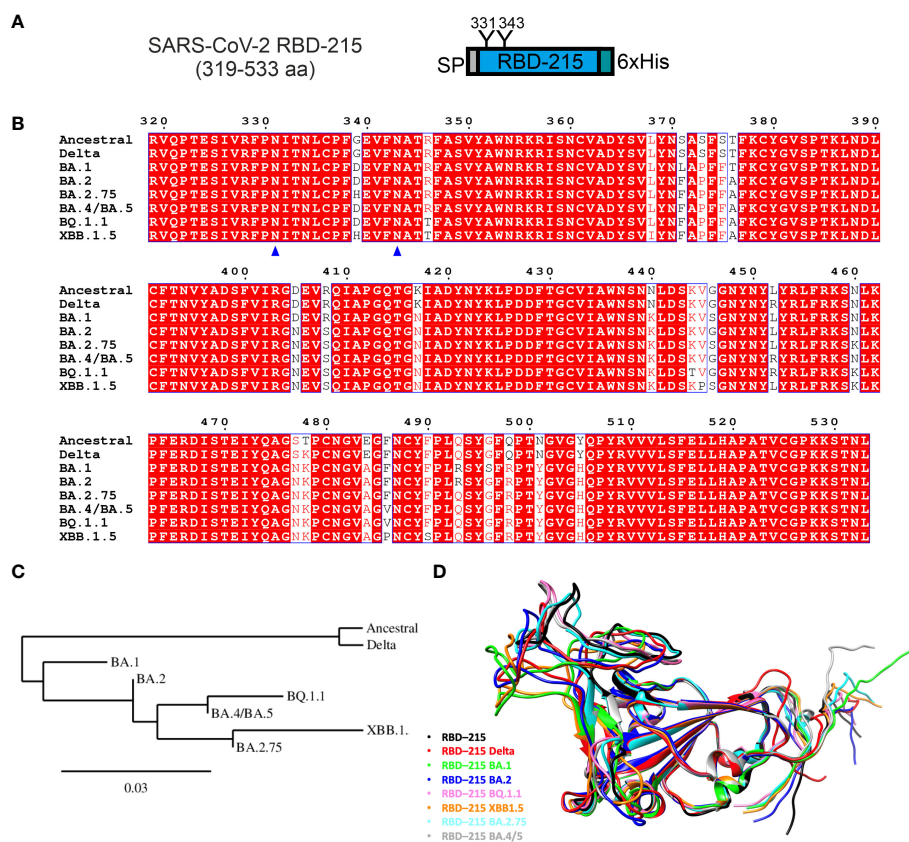 A
SARS-CoV-2 RBD-215
(319-533 aa)
331 343
SP RBD-215 6xHis
B
320 330 340 350 360 370 380 390
Ancestral RVQPTESIVRFPNITNLCPFGEVFNATRFASVYAWNRKRISNCVADYSVLYNSASFSTFKCYGVSPTKLNDL
Delta RVQPTESIVRFPNITNLCPFGEVFNATRFASVYAWNRKRISNCVADYSVLYNSASFSTFKCYGVSPTKLNDL
BA.1 RVQPTESIVRFPNITNLCPFDEVFNATRFASVYAWNRKRISNCVADYSVLYNLAPFFTFKCYGVSPTKLNDL
BA.2 RVQPTESIVRFPNITNLCPFDEVFNATRFASVYAWNRKRISNCVADYSVLYNFAPFFAFKCYGVSPTKLNDL
BA.2.75 RVQPTESIVRFPNITNLCPFHEVFNATRFASVYAWNRKRISNCVADYSVLYNFAPFFAFKCYGVSPTKLNDL
BA.4/BA.5 RVQPTESIVRFPNITNLCPFDEVFNATRFASVYAWNRKRISNCVADYSVLYNFAPFFAFKCYGVSPTKLNDL
BQ.1.1 RVQPTESIVRFPNITNLCPFDEVFNATTFASVYAWNRKRISNCVADYSVLYNFAPFFAFKCYGVSPTKLNDL
XBB.1.5 RVQPTESIVRFPNITNLCPFHEVFNATTFASVYAWNRKRISNCVADYSVIYNFAPFFAFKCYGVSPTKLNDL
400 410 420 430 440 450 460
Ancestral CFTNVYADSFVIRGDEVRQIAPGQTGKIADYNYKLPDDFTGCVIAWNSNNLDSKVGGNYNYLYRLFRKSNLK
Delta CFTNVYADSFVIRGDEVRQIAPGQTGKIADYNYKLPDDFTGCVIAWNSNNLDSKVGGNYNYRYRLFRKSNLK
BA.1 CFTNVYADSFVIRGDEVRQIAPGQTGNIADYNYKLPDDFTGCVIAWNSNKLDSKVSGNYNYLYRLFRKSNLK
BA.2 CFTNVYADSFVIRGNEVSQIAPGQTGNIADYNYKLPDDFTGCVIAWNSNKLDSKVGGNYNYLYRLFRKSNLK
BA.2.75 CFTNVYADSFVIRGNEVSQIAPGQTGNIADYNYKLPDDFTGCVIAWNSNKLDSKVSGNYNYLYRLFRKSKLK
BA.4/BA.5 CFTNVYADSFVIRGNEVSQIAPGQTGNIADYNYKLPDDFTGCVIAWNSNKLDSKVGGNYNYRYRLFRKSNLK
BQ.1.1 CFTNVYADSFVIRGNEVSQIAPGQTGNIADYNYKLPDDFTGCVIAWNSNKLDSTVGGNYNYRYRLFRKSKLK
XBB.1.5 CFTNVYADSFVIRGNEVSQIAPGQTGNIADYNYKLPDDFTGCVIAWNSNKLDSKPSGNYNYLYRLFRKSKLK
470 480 490 500 510 520 530
Ancestral PFERDISTEIYQAGSTPCNGVEGFNCYFPLQSYGFQPTNGVGYQPYRVVVLSFELLHAPATVCGPKKSTNL
Delta PFERDISTEIYQAGSKPCNGVEGFNCYFPLQSYGFQPTNGVGYQPYRVVVLSFELLHAPATVCGPKKSTNL
BA.1 PFERDISTEIYQAGNKPCNGVAGFNCYFPLRSYSFRPTYGVGHQPYRVVVLSFELLHAPATVCGPKKSTNL
BA.2 PFERDISTEIYQAGNKPCNGVAGFNCYFPLRSYGFRPTYGVGHQPYRVVVLSFELLHAPATVCGPKKSTNL
BA.2.75 PFERDISTEIYQAGNKPCNGVAGFNCYFPLQSYGFRPTYGVGHQPYRVVVLSFELLHAPATVCGPKKSTNL
BA.4/BA.5 PFERDISTEIYQAGNKPCNGVAGVNCYFPLQSYGFRPTYGVGHQPYRVVVLSFELLHAPATVCGPKKSTNL
BQ.1.1 PFERDISTEIYQAGNKPCNGVAGVNCYFPLQSYGFRPTYGVGHQPYRVVVLSFELLHAPATVCGPKKSTNL
XBB.1.5 PFERDISTEIYQAGNKPCNGVAGPNCYSPLQSYGFRPTYGVGHQPYRVVVLSFELLHAPATVCGPKKSTNL
C
Ancestral
Delta
BA.1
BA.2
BQ.1.1
BA.4/BA.5
XBB.1.
BA.2.75
0.03
D
RBD–215
RBD–215 Delta
RBD–215 BA.1
RBD–215 BA.2
RBD–215 BQ.1.1
RBD–215 XBB1.5
RBD–215 BA.2.75
RBD–215 BA.4/5